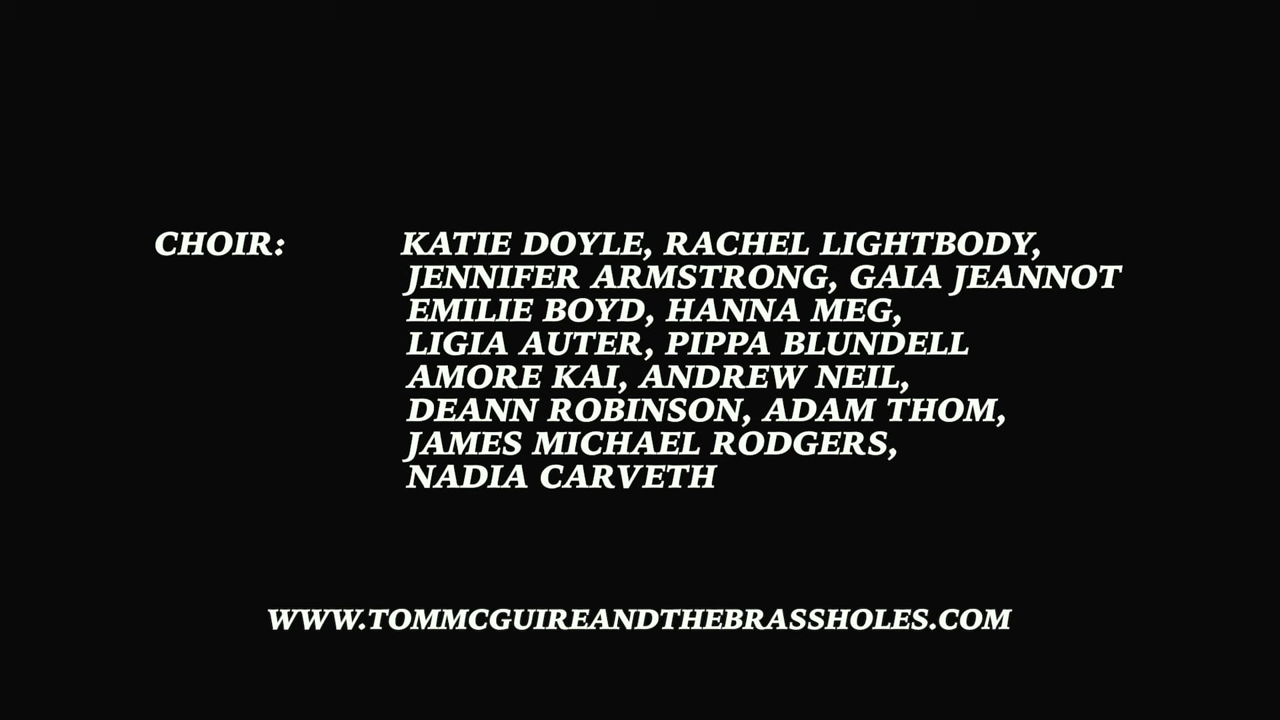 CHOIR: KATIE DOYLE, RACHEL LIGHTBODY,
JENNIFER ARMSTRONG, GAIA JEANNOT
EMILIE BOYD, HANNA MEG,
LIGIA AUTER, PIPPA BLUNDELL
AMORE KAI, ANDREW NEIL,
DEANN ROBINSON, ADAM THOM,
JAMES MICHAEL RODGERS,
NADIA CARVETH
WWW.TOMMCGUIREANDTHEBRASSHOLES.COM